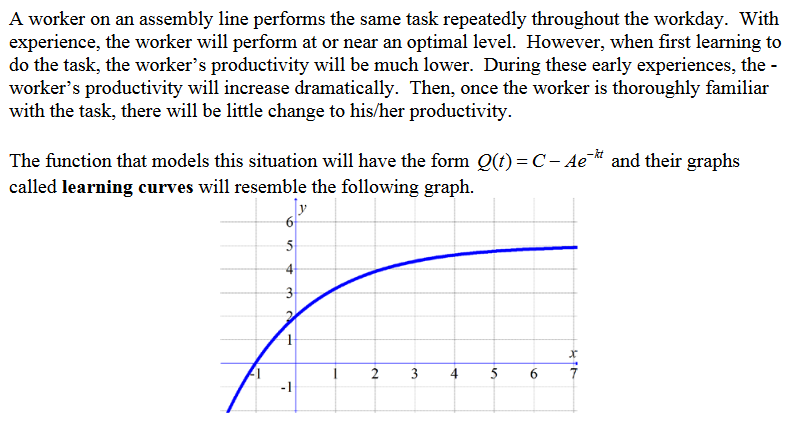 A worker on an assembly line performs the same task repeatedly throughout the workday. With
experience, the worker will perform at or near an optimal level. However, when first learning to
do the task, the worker's productivity will be much lower. During these early experiences, the -
worker's productivity will increase dramatically. Then, once the worker is thoroughly familiar
with the task, there will be little change to his/her productivity.
The function that models this situation will have the form Q(t) = C − Ae^{−kt} and their graphs
called learning curves will resemble the following graph.
y
6
5
4
3
2
1
x
-1 1 2 3 4 5 6 7
-1